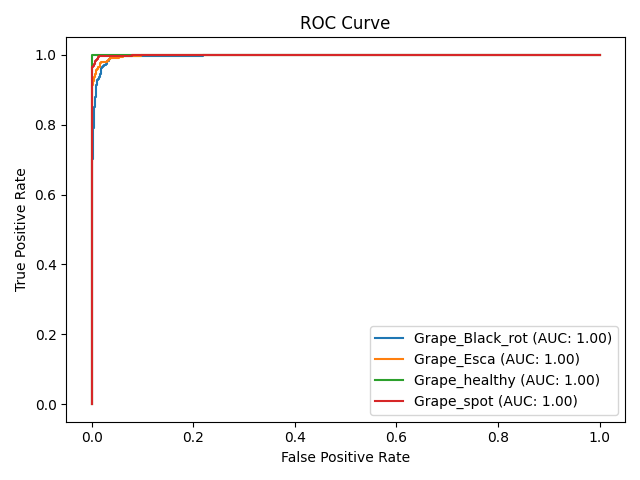 ROC Curve
True Positive Rate
1.0
0.8
0.6
0.4
0.2
0.0
0.0 0.2 0.4 0.6 0.8 1.0
False Positive Rate
Grape_Black_rot (AUC: 1.00)
Grape_Esca (AUC: 1.00)
Grape_healthy (AUC: 1.00)
Grape_spot (AUC: 1.00)